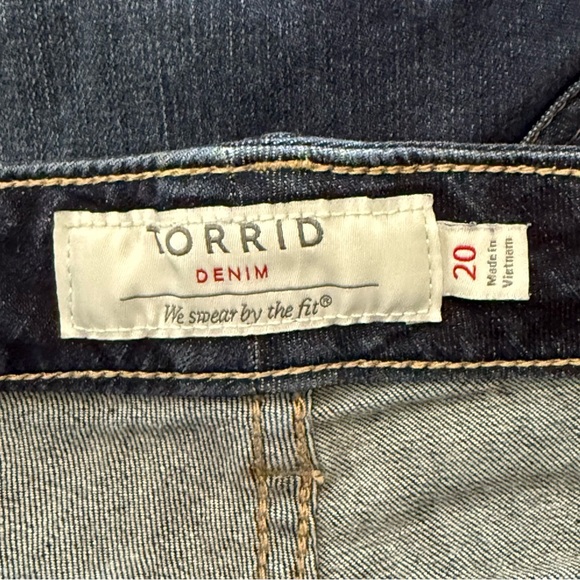 TORRID
DENIM
We swear by the fit®
20
Made in
Vietnam